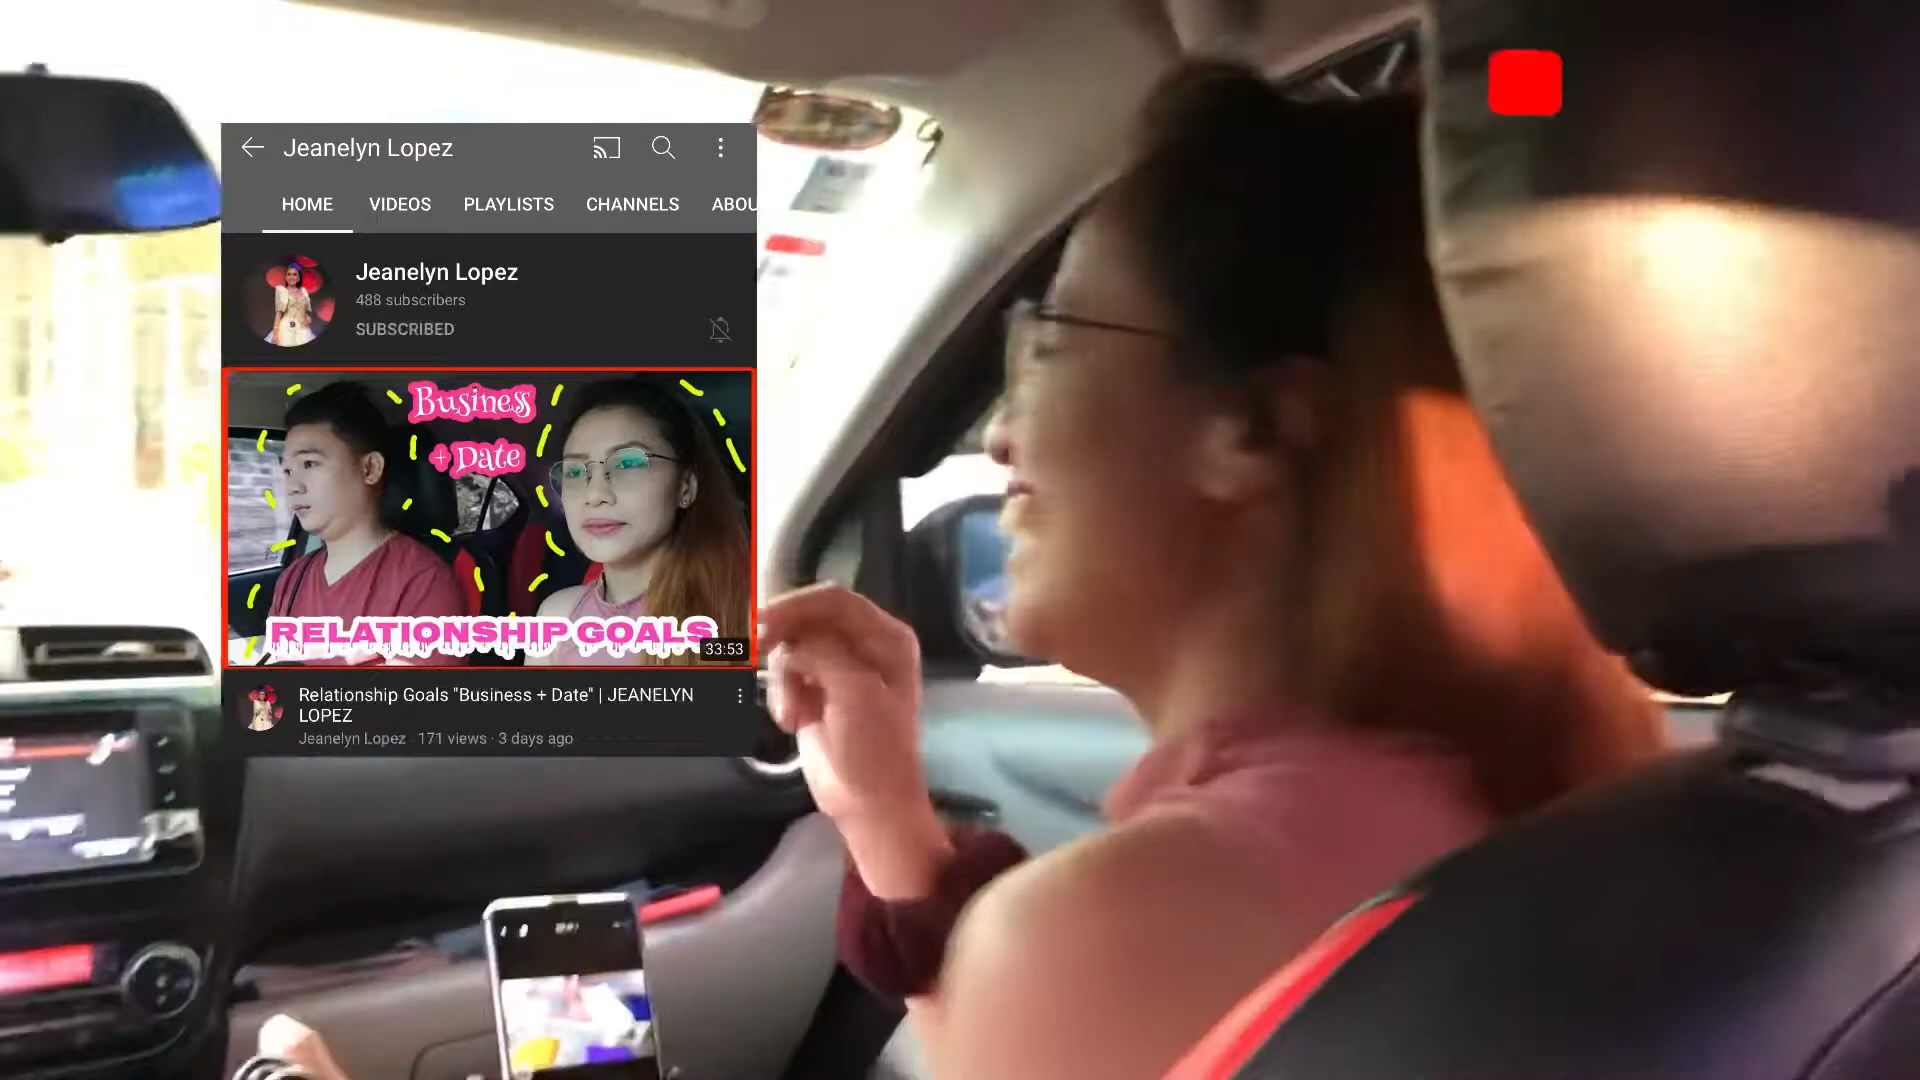 Jeanelyn Lopez
HOME VIDEOS PLAYLISTS CHANNELS ABOU
Jeanelyn Lopez
488 subscribers
SUBSCRIBED
Business
+ Date
RELATIONSHIP GOALS
33:53
Relationship Goals "Business + Date" | JEANELYN
LOPEZ
Jeanelyn Lopez · 171 views · 3 days ago